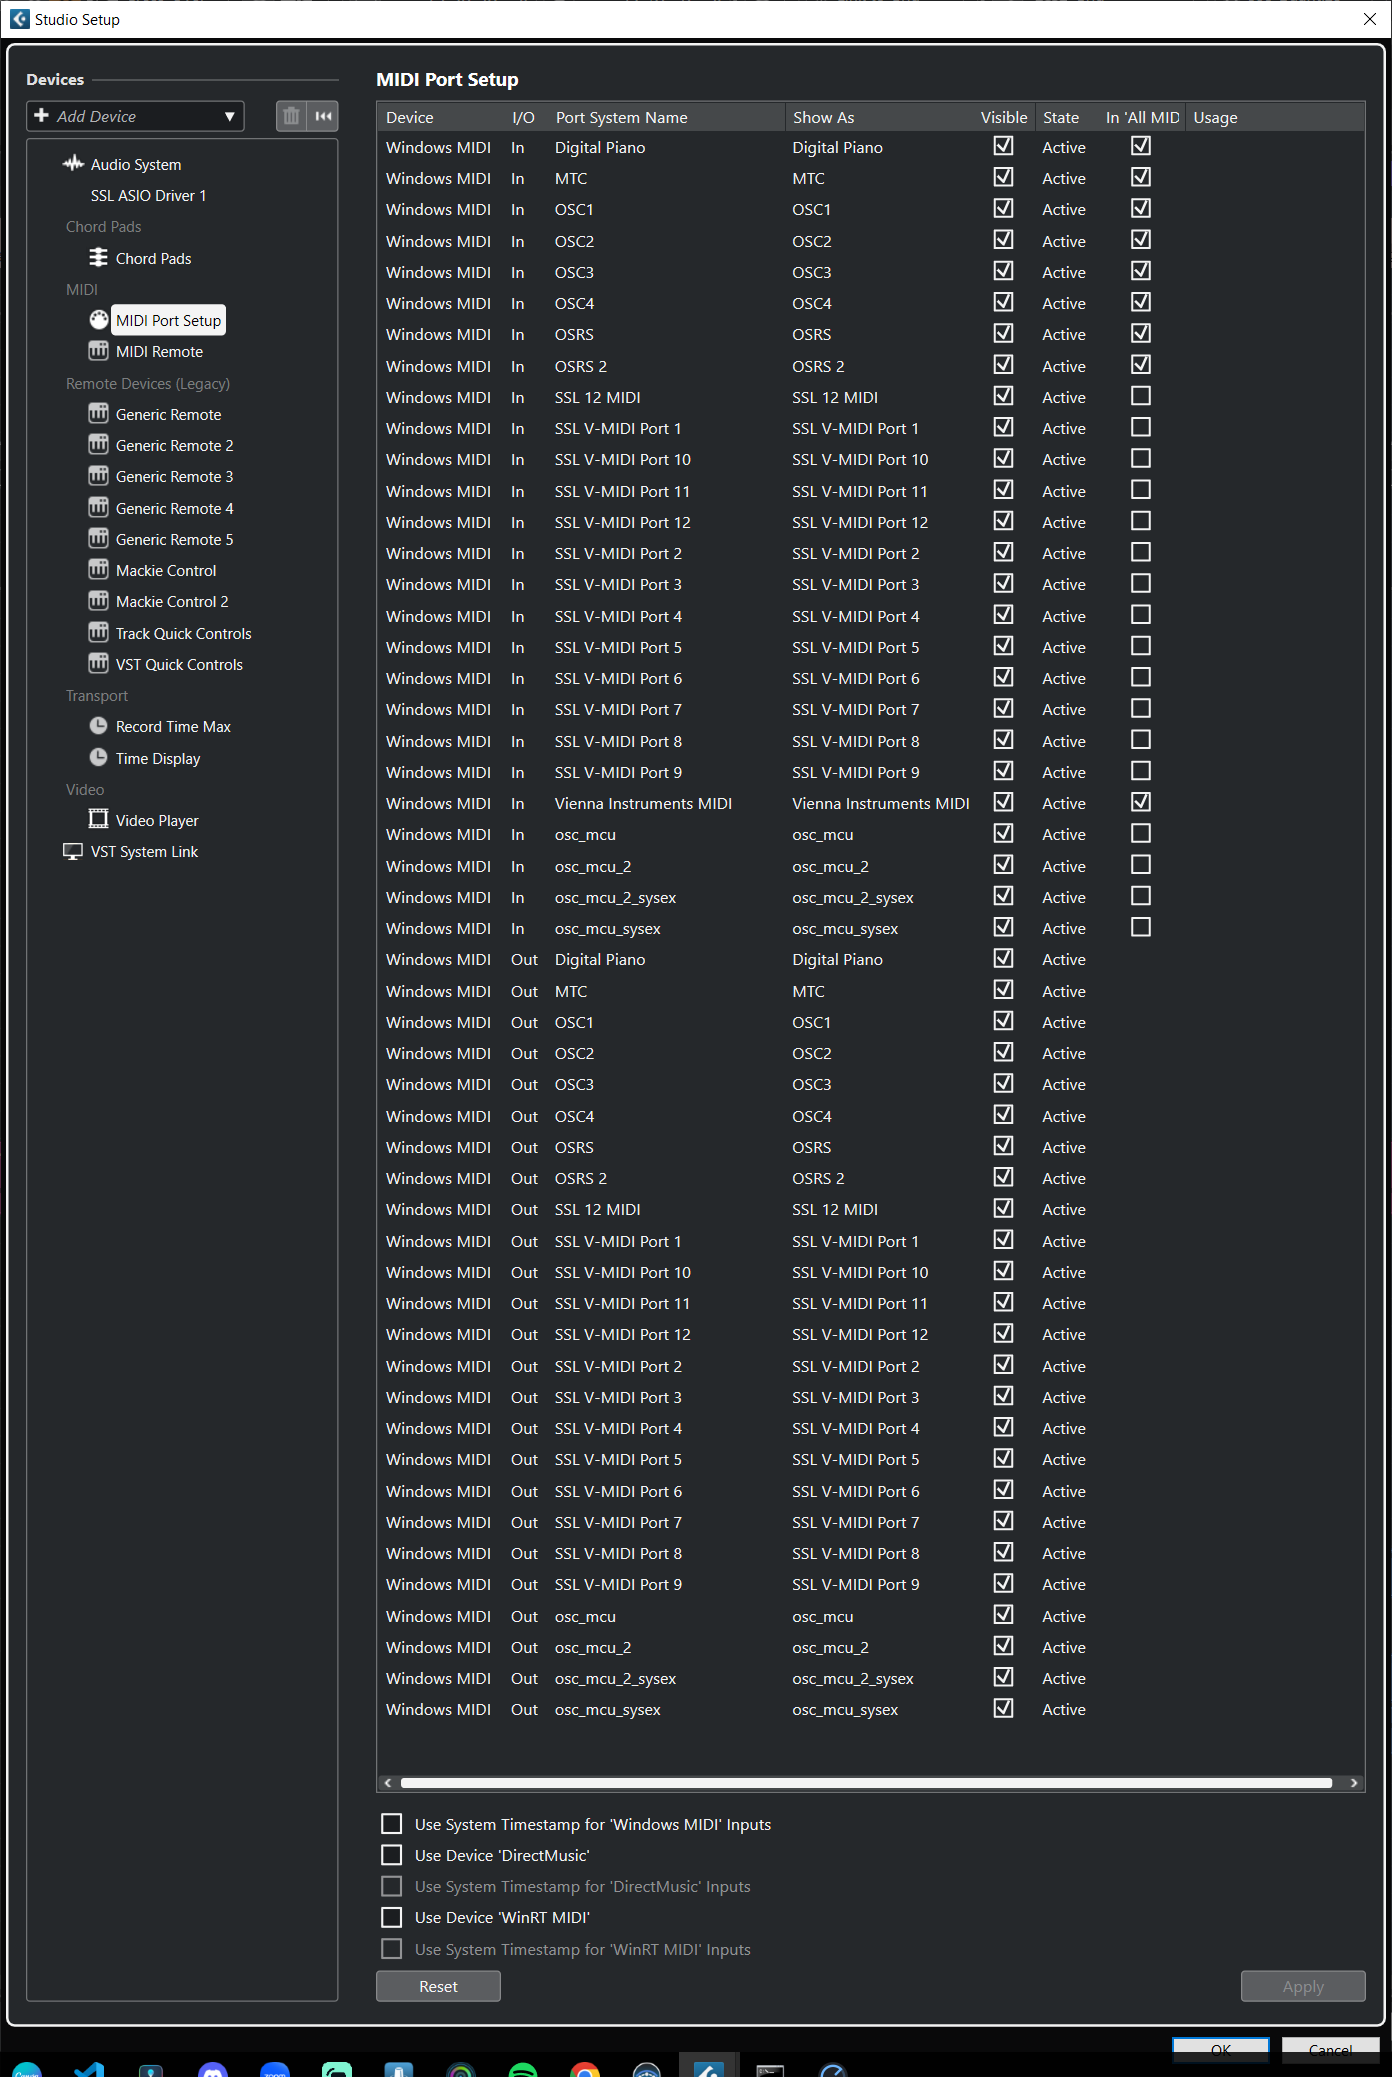 Studio Setup
Devices
Add Device
Audio System
SSL ASIO Driver 1
Chord Pads
Chord Pads
MIDI
MIDI Port Setup
MIDI Remote
Remote Devices (Legacy)
Generic Remote
Generic Remote 2
Generic Remote 3
Generic Remote 4
Generic Remote 5
Mackie Control
Mackie Control 2
Track Quick Controls
VST Quick Controls
Transport
Record Time Max
Time Display
Video
Video Player
VST System Link
MIDI Port Setup
Device I/O Port System Name Show As Visible State In 'All MID Usage
Windows MIDI In Digital Piano Digital Piano Active
Windows MIDI In MTC MTC Active
Windows MIDI In OSC1 OSC1 Active
Windows MIDI In OSC2 OSC2 Active
Windows MIDI In OSC3 OSC3 Active
Windows MIDI In OSC4 OSC4 Active
Windows MIDI In OSRS OSRS Active
Windows MIDI In OSRS 2 OSRS 2 Active
Windows MIDI In SSL 12 MIDI SSL 12 MIDI Active
Windows MIDI In SSL V-MIDI Port 1 SSL V-MIDI Port 1 Active
Windows MIDI In SSL V-MIDI Port 10 SSL V-MIDI Port 10 Active
Windows MIDI In SSL V-MIDI Port 11 SSL V-MIDI Port 11 Active
Windows MIDI In SSL V-MIDI Port 12 SSL V-MIDI Port 12 Active
Windows MIDI In SSL V-MIDI Port 2 SSL V-MIDI Port 2 Active
Windows MIDI In SSL V-MIDI Port 3 SSL V-MIDI Port 3 Active
Windows MIDI In SSL V-MIDI Port 4 SSL V-MIDI Port 4 Active
Windows MIDI In SSL V-MIDI Port 5 SSL V-MIDI Port 5 Active
Windows MIDI In SSL V-MIDI Port 6 SSL V-MIDI Port 6 Active
Windows MIDI In SSL V-MIDI Port 7 SSL V-MIDI Port 7 Active
Windows MIDI In SSL V-MIDI Port 8 SSL V-MIDI Port 8 Active
Windows MIDI In SSL V-MIDI Port 9 SSL V-MIDI Port 9 Active
Windows MIDI In Vienna Instruments MIDI Vienna Instruments MIDI Active
Windows MIDI In osc_mcu osc_mcu Active
Windows MIDI In osc_mcu_2 osc_mcu_2 Active
Windows MIDI In osc_mcu_2_sysex osc_mcu_2_sysex Active
Windows MIDI In osc_mcu_sysex osc_mcu_sysex Active
Windows MIDI Out Digital Piano Digital Piano Active
Windows MIDI Out MTC MTC Active
Windows MIDI Out OSC1 OSC1 Active
Windows MIDI Out OSC2 OSC2 Active
Windows MIDI Out OSC3 OSC3 Active
Windows MIDI Out OSC4 OSC4 Active
Windows MIDI Out OSRS OSRS Active
Windows MIDI Out OSRS 2 OSRS 2 Active
Windows MIDI Out SSL 12 MIDI SSL 12 MIDI Active
Windows MIDI Out SSL V-MIDI Port 1 SSL V-MIDI Port 1 Active
Windows MIDI Out SSL V-MIDI Port 10 SSL V-MIDI Port 10 Active
Windows MIDI Out SSL V-MIDI Port 11 SSL V-MIDI Port 11 Active
Windows MIDI Out SSL V-MIDI Port 12 SSL V-MIDI Port 12 Active
Windows MIDI Out SSL V-MIDI Port 2 SSL V-MIDI Port 2 Active
Windows MIDI Out SSL V-MIDI Port 3 SSL V-MIDI Port 3 Active
Windows MIDI Out SSL V-MIDI Port 4 SSL V-MIDI Port 4 Active
Windows MIDI Out SSL V-MIDI Port 5 SSL V-MIDI Port 5 Active
Windows MIDI Out SSL V-MIDI Port 6 SSL V-MIDI Port 6 Active
Windows MIDI Out SSL V-MIDI Port 7 SSL V-MIDI Port 7 Active
Windows MIDI Out SSL V-MIDI Port 8 SSL V-MIDI Port 8 Active
Windows MIDI Out SSL V-MIDI Port 9 SSL V-MIDI Port 9 Active
Windows MIDI Out osc_mcu osc_mcu Active
Windows MIDI Out osc_mcu_2 osc_mcu_2 Active
Windows MIDI Out osc_mcu_2_sysex osc_mcu_2_sysex Active
Windows MIDI Out osc_mcu_sysex osc_mcu_sysex Active
Use System Timestamp for 'Windows MIDI' Inputs
Use Device 'DirectMusic'
Use System Timestamp for 'DirectMusic' Inputs
Use Device 'WinRT MIDI'
Use System Timestamp for 'WinRT MIDI' Inputs
Reset Apply
OK Cancel